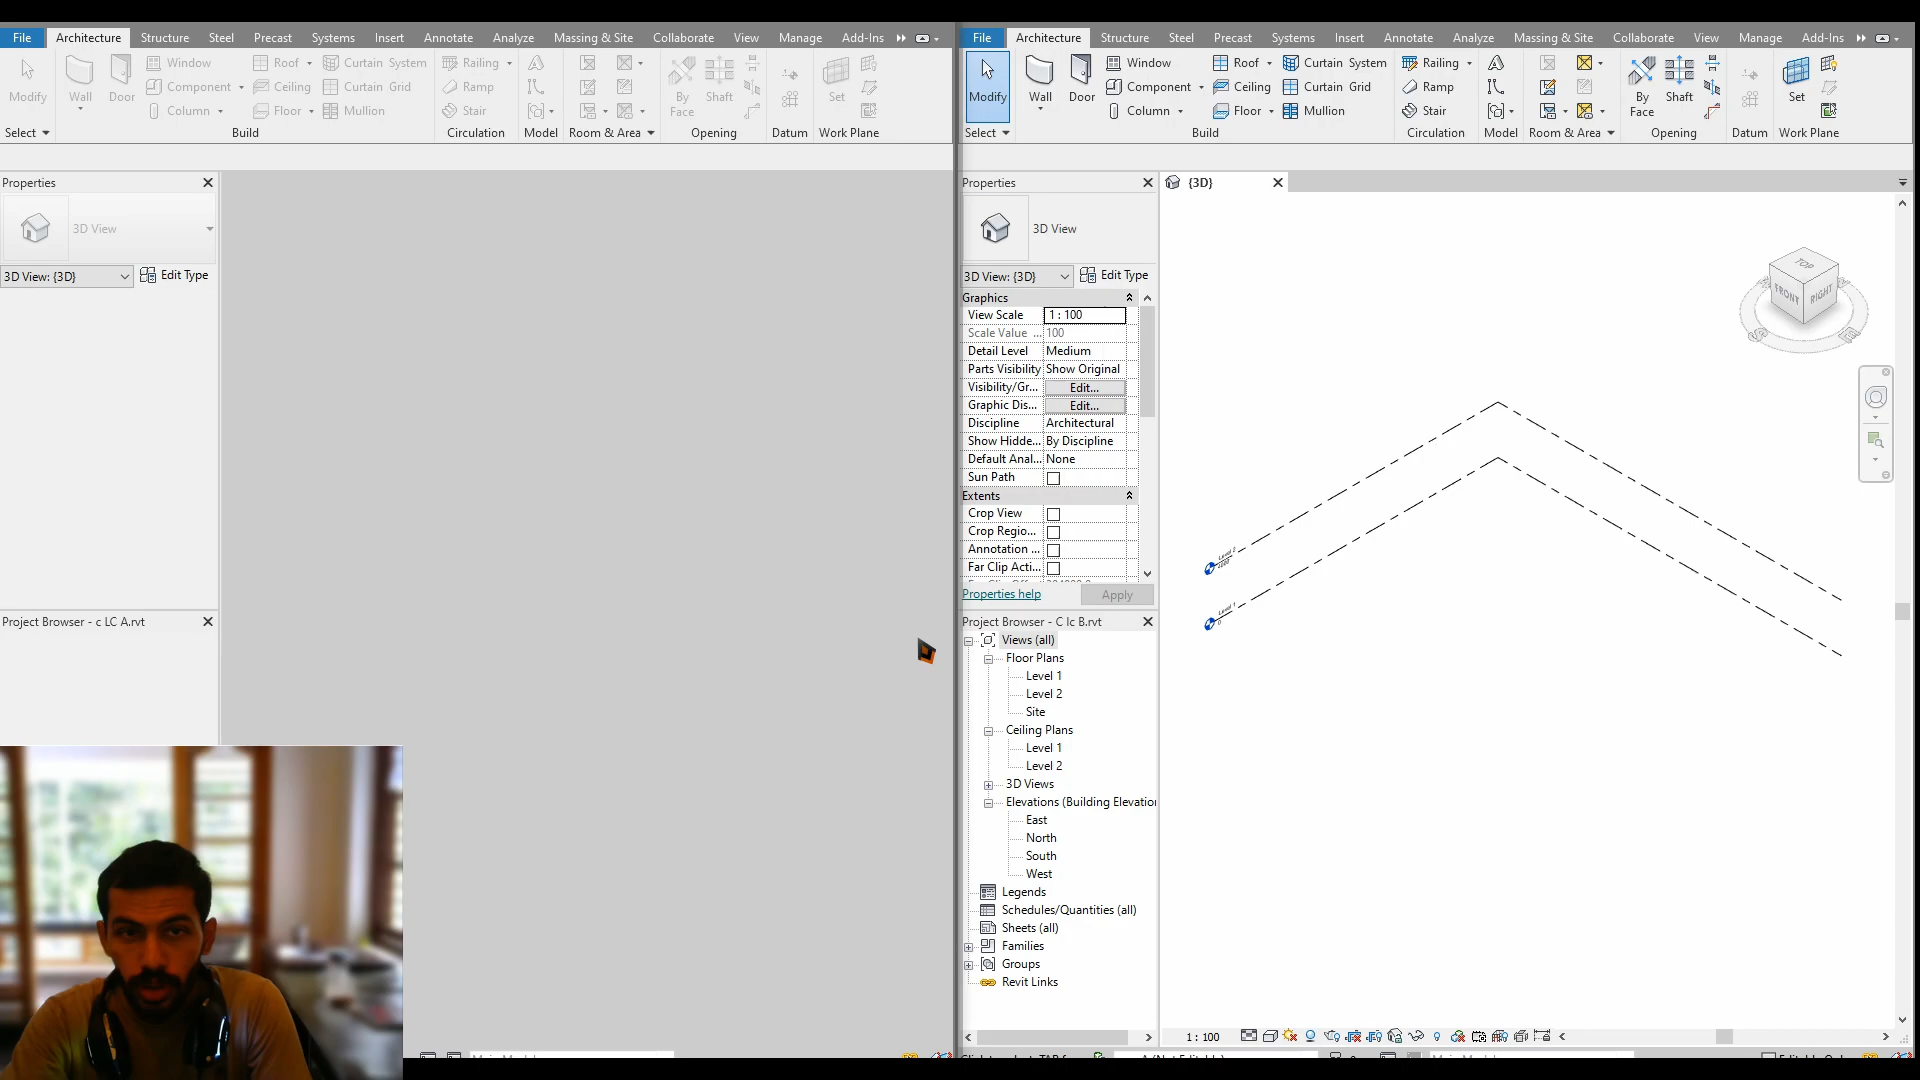 File Architecture Structure Steel Precast Systems Insert Annotate Analyze Massing & Site Collaborate View Manage Add-Ins
Modify Wall Door Window Component Column Roof Ceiling Floor Curtain System Curtain Grid Mullion Railing Ramp Stair By Face Shaft Set
Select Build Circulation Model Room & Area Opening Datum Work Plane
Properties
3D View
3D View: {3D} Edit Type
Project Browser - c LC A.rvt
File Architecture Structure Steel Precast Systems Insert Annotate Analyze Massing & Site Collaborate View Manage Add-Ins
Modify Wall Door Window Component Column Roof Ceiling Floor Curtain System Curtain Grid Mullion Railing Ramp Stair By Face Shaft Set
Select Build Circulation Model Room & Area Opening Datum Work Plane
Properties
{3D}
3D View
3D View: {3D} Edit Type
Graphics
View Scale 1 : 100
Scale Value ... 100
Detail Level Medium
Parts Visibility Show Original
Visibility/Gr... Edit...
Graphic Dis... Edit...
Discipline Architectural
Show Hidde... By Discipline
Default Anal... None
Sun Path
Extents
Crop View
Crop Regio...
Annotation ...
Far Clip Acti...
Properties help Apply
Project Browser - C lc B.rvt
Views (all)
Floor Plans
Level 1
Level 2
Site
Ceiling Plans
Level 1
Level 2
3D Views
Elevations (Building Elevation
East
North
South
West
Legends
Schedules/Quantities (all)
Sheets (all)
Families
Groups
Revit Links
TOP
FRONT RIGHT
Level 2
Level 1
0
1 : 100